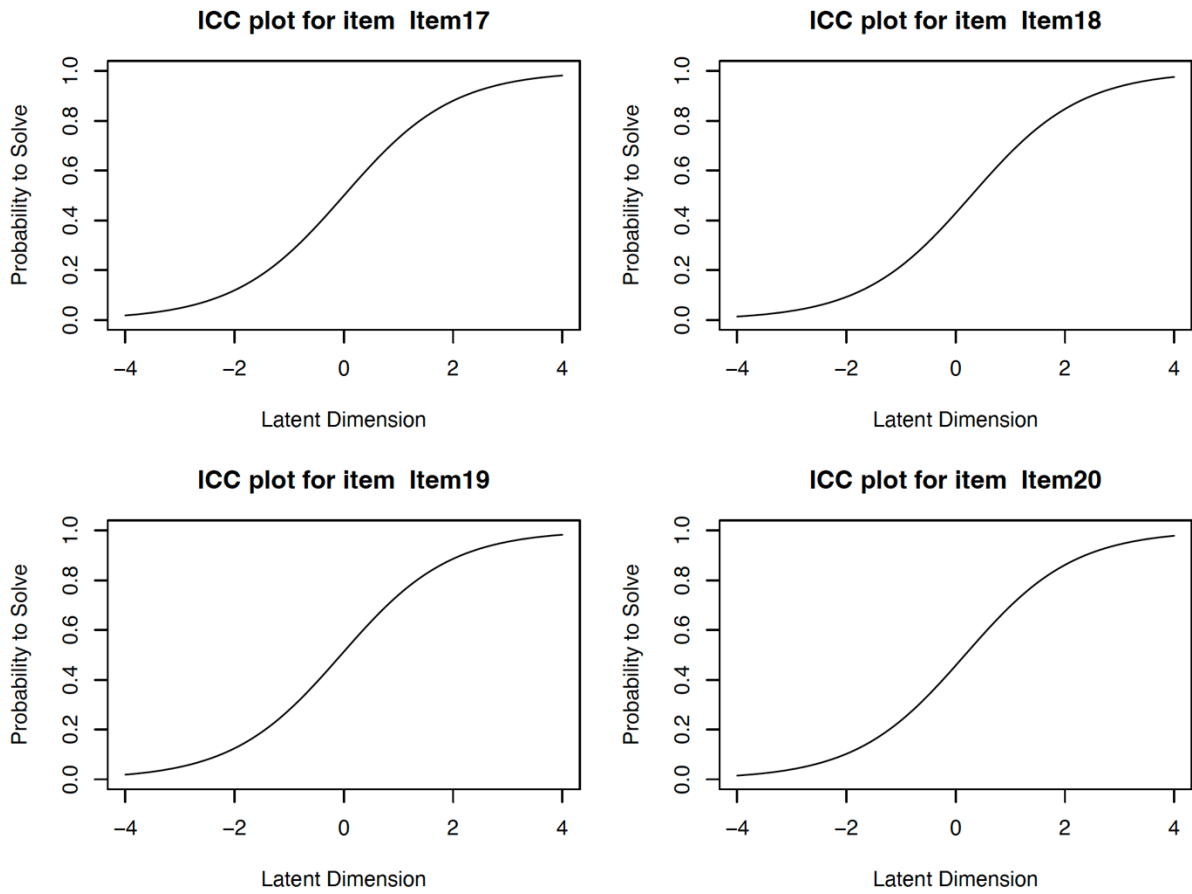 ICC plot for item  Item17
Probability to Solve
1.0
0.8
0.6
0.4
0.2
0.0
−4 −2 0 2 4
Latent Dimension
ICC plot for item  Item18
Probability to Solve
1.0
0.8
0.6
0.4
0.2
0.0
−4 −2 0 2 4
Latent Dimension
ICC plot for item  Item19
Probability to Solve
1.0
0.8
0.6
0.4
0.2
0.0
−4 −2 0 2 4
Latent Dimension
ICC plot for item  Item20
Probability to Solve
1.0
0.8
0.6
0.4
0.2
0.0
−4 −2 0 2 4
Latent Dimension